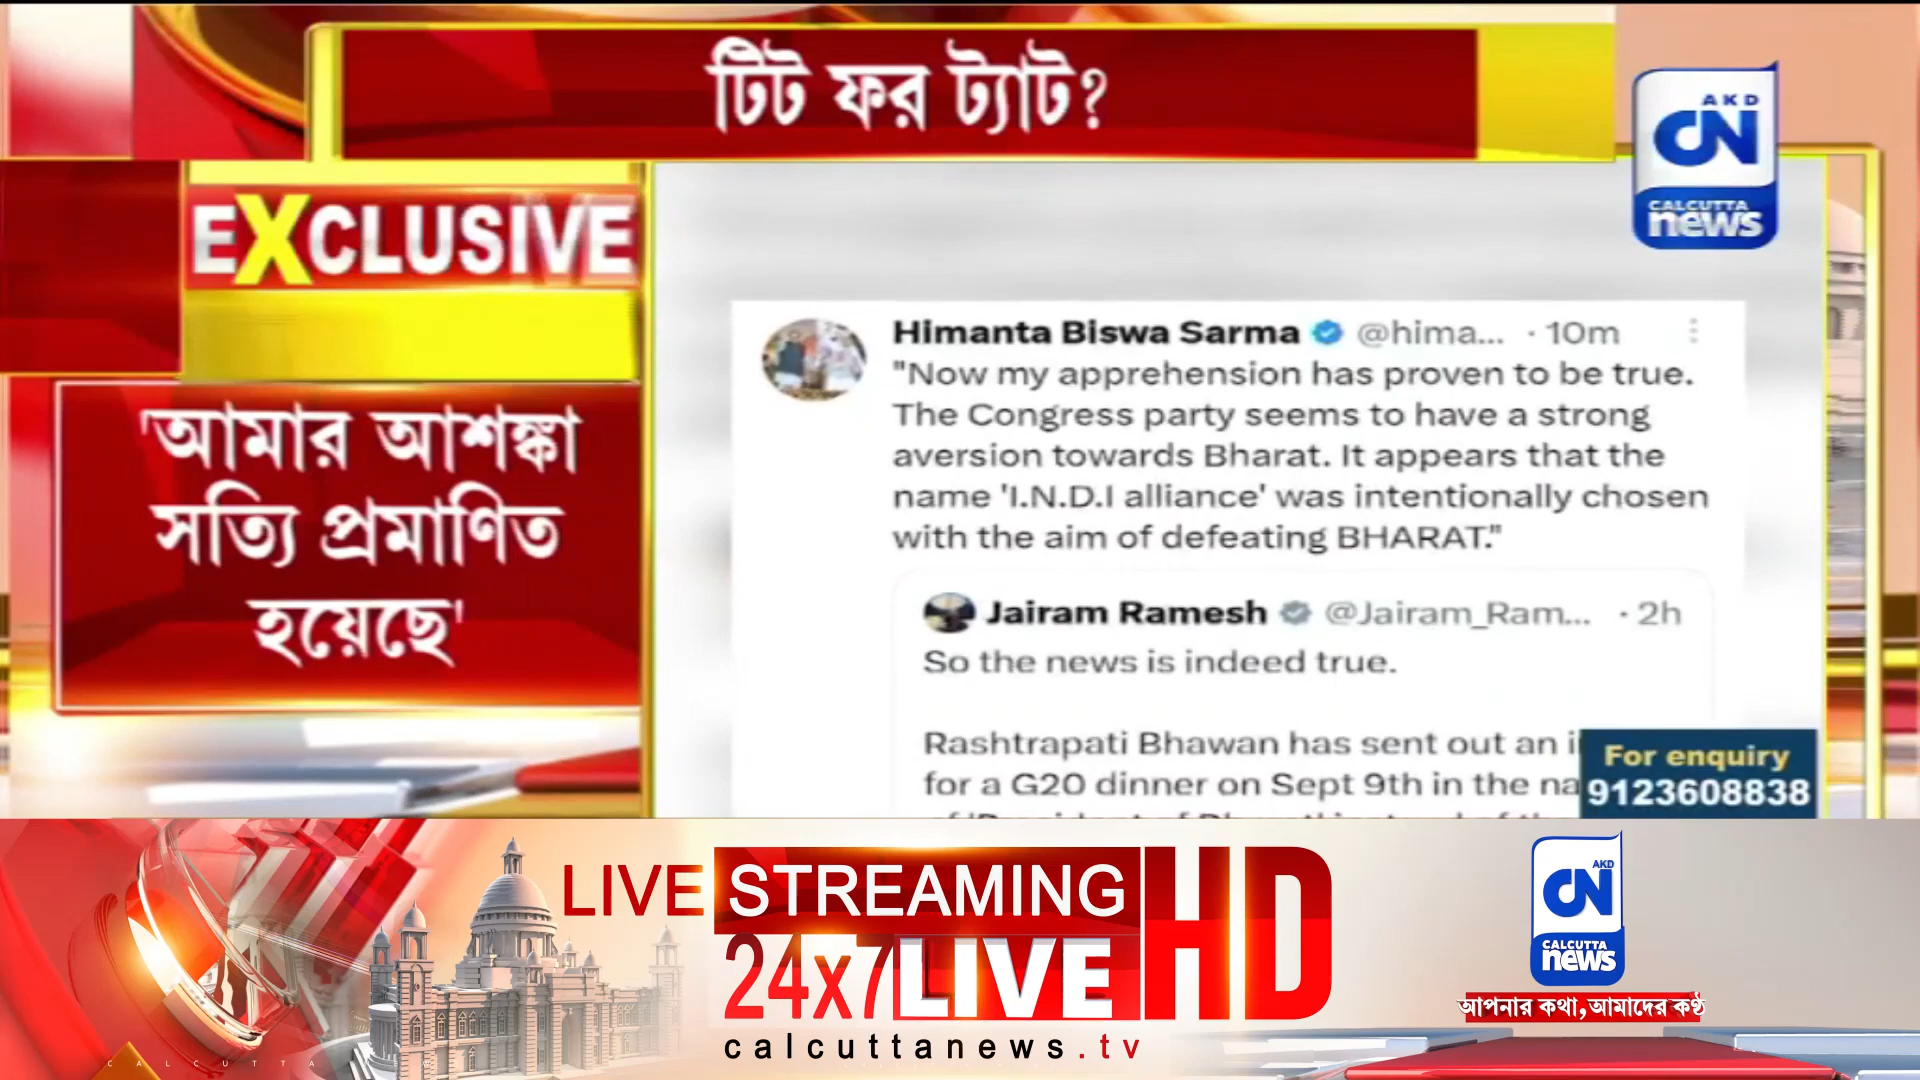 টিট ফর ট্যাট?
AKD
CN
CALCUTTA
news
EXCLUSIVE
'আমার আশঙ্কা
সত্যি প্রমাণিত
হয়েছে'
Himanta Biswa Sarma @hima... · 10m
"Now my apprehension has proven to be true.
The Congress party seems to have a strong
aversion towards Bharat. It appears that the
name 'I.N.D.I alliance' was intentionally chosen
with the aim of defeating BHARAT."
Jairam Ramesh @Jairam_Ram... · 2h
So the news is indeed true.
Rashtrapati Bhawan has sent out an
for a G20 dinner on Sept 9th in the
For enquiry
9123608838
LIVE STREAMING HD
24x7 LIVE
calcuttanews.tv
AKD
CN
CALCUTTA
news
আপনার কথা, আমাদের কণ্ঠ
CALCUTTA